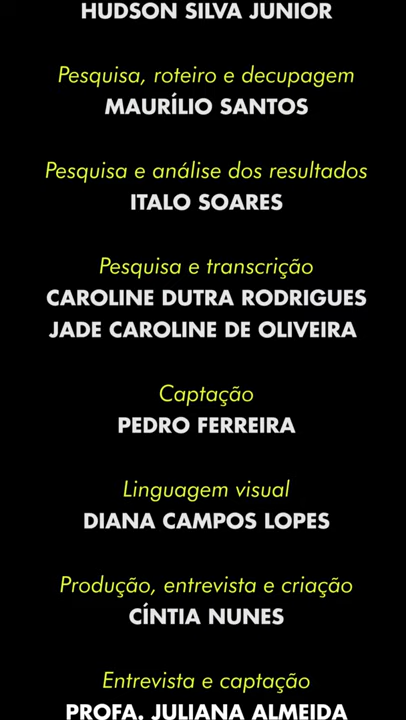 HUDSON SILVA JUNIOR
Pesquisa, roteiro e decupagem
MAURÍLIO SANTOS
Pesquisa e análise dos resultados
ITALO SOARES
Pesquisa e transcrição
CAROLINE DUTRA RODRIGUES
JADE CAROLINE DE OLIVEIRA
Captação
PEDRO FERREIRA
Linguagem visual
DIANA CAMPOS LOPES
Produção, entrevista e criação
CÍNTIA NUNES
Entrevista e captação
PROFA. JULIANA ALMEIDA